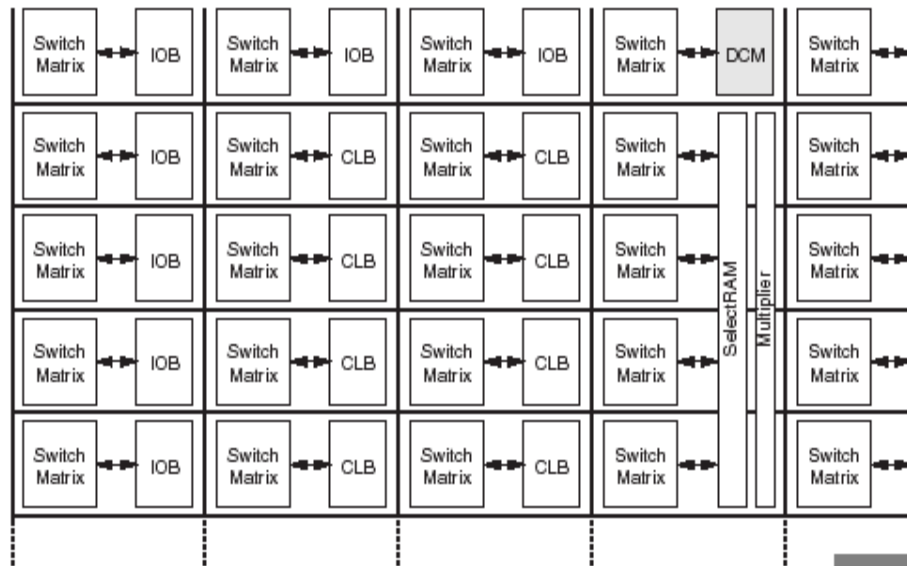 Switch
Matrix
IOB
Switch
Matrix
IOB
Switch
Matrix
IOB
Switch
Matrix
DCM
Switch
Matrix
Switch
Matrix
IOB
Switch
Matrix
CLB
Switch
Matrix
CLB
Switch
Matrix
SelectRAM
Multiplier
Switch
Matrix
Switch
Matrix
IOB
Switch
Matrix
CLB
Switch
Matrix
CLB
Switch
Matrix
Switch
Matrix
Switch
Matrix
IOB
Switch
Matrix
CLB
Switch
Matrix
CLB
Switch
Matrix
Switch
Matrix
Switch
Matrix
IOB
Switch
Matrix
CLB
Switch
Matrix
CLB
Switch
Matrix
Switch
Matrix